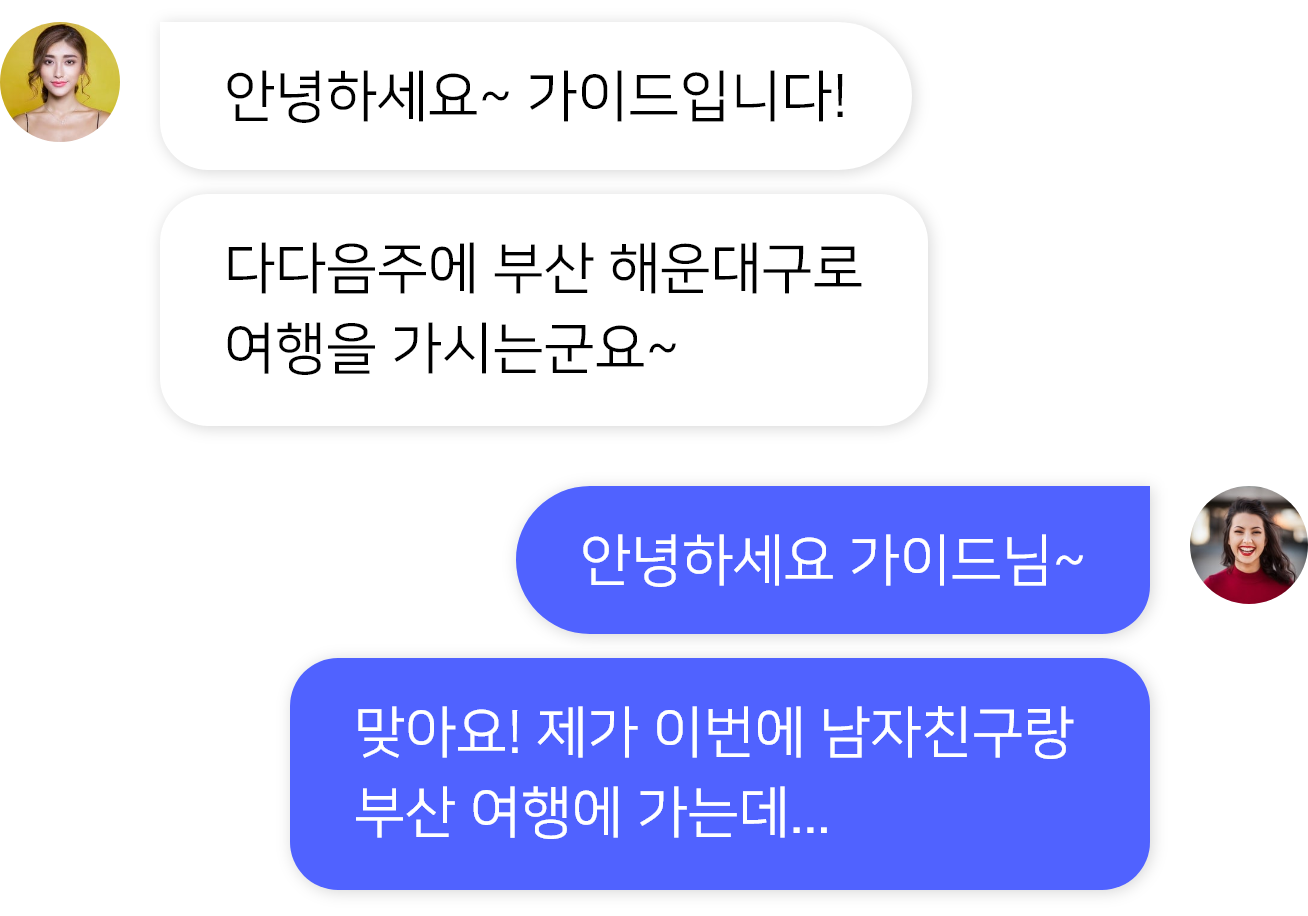 안녕하세요~ 가이드입니다!
다다음주에 부산 해운대구로
여행을 가시는군요~
안녕하세요 가이드님~
맞아요! 제가 이번에 남자친구랑
부산 여행에 가는데...